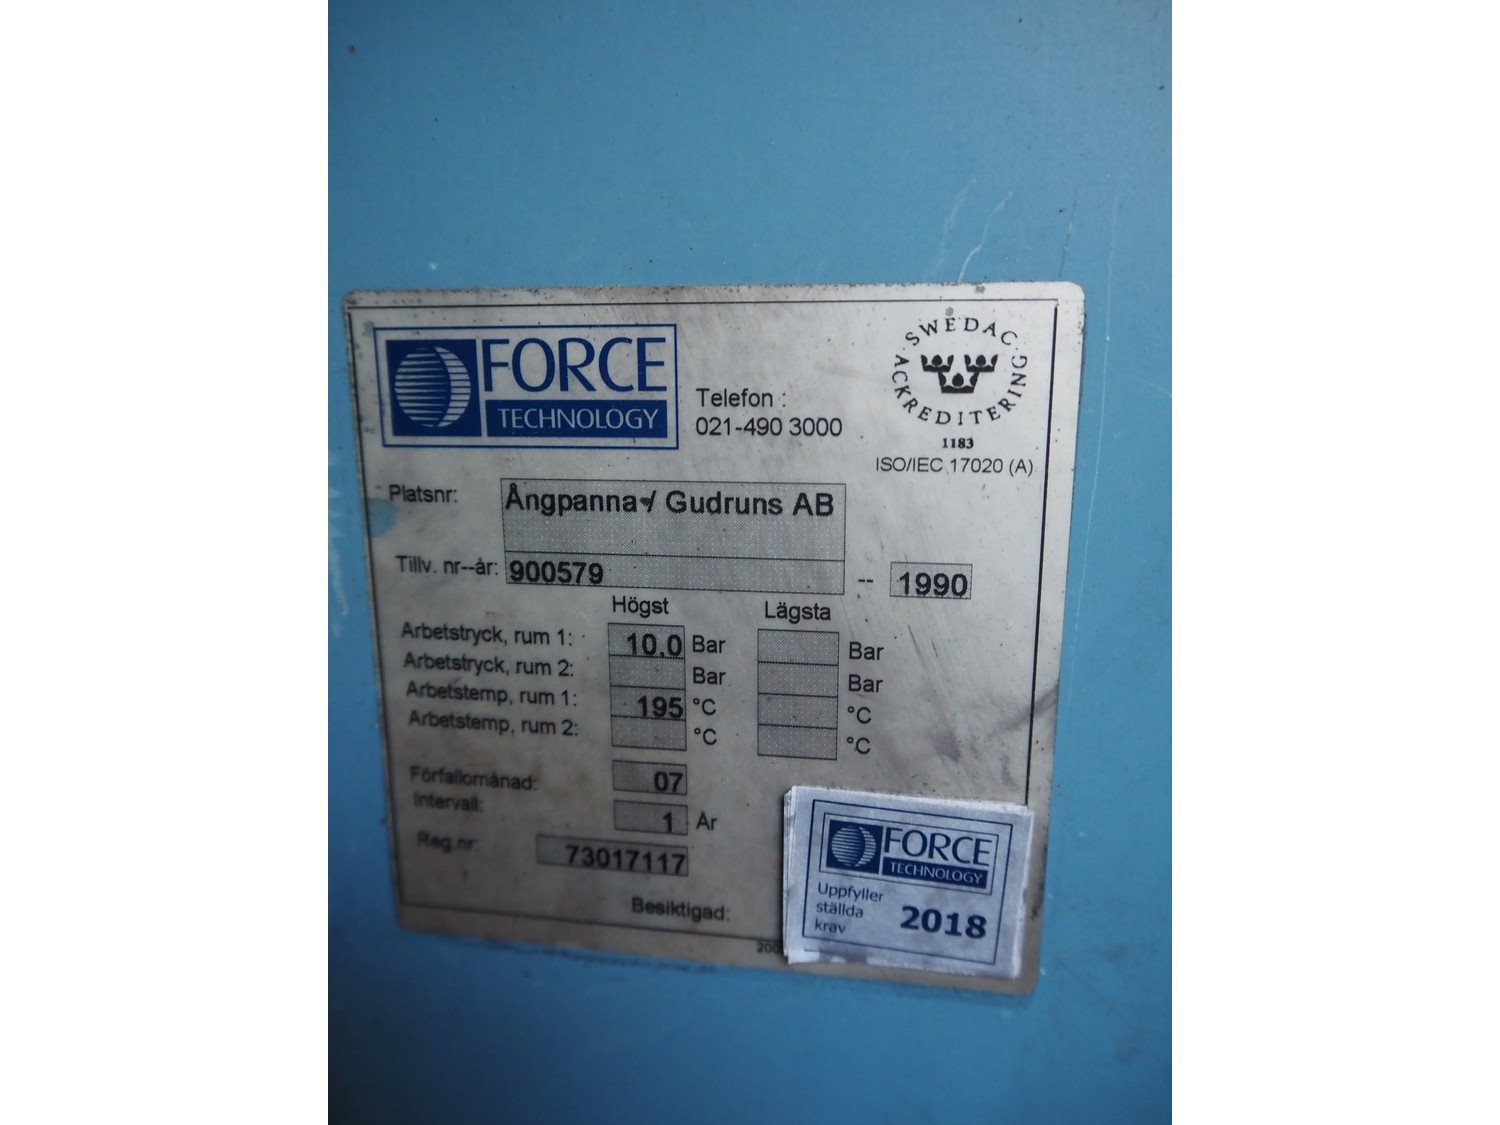 FORCE
TECHNOLOGY
Telefon :
021-490 3000
SWEDAC
ACKREDITERING
1183
ISO/IEC 17020 (A)
Platsnr: Ångpanna / Gudruns AB
Tillv. nr--år: 900579 -- 1990
Högst Lägsta
Arbetstryck, rum 1: 10,0 Bar Bar
Arbetstryck, rum 2: Bar Bar
Arbetstemp, rum 1: 195 °C °C
Arbetstemp, rum 2: °C °C
Förfallomånad: 07
Intervall: 1 År
Reg.nr: 73017117
Besiktigad:
FORCE
TECHNOLOGY
Uppfyller
ställda
krav 2018